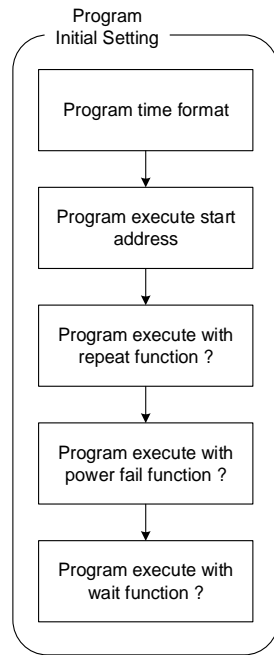 Program
Initial Setting
Program time format
Program execute start
address
Program execute with
repeat function ?
Program execute with
power fail function ?
Program execute with
wait function ?